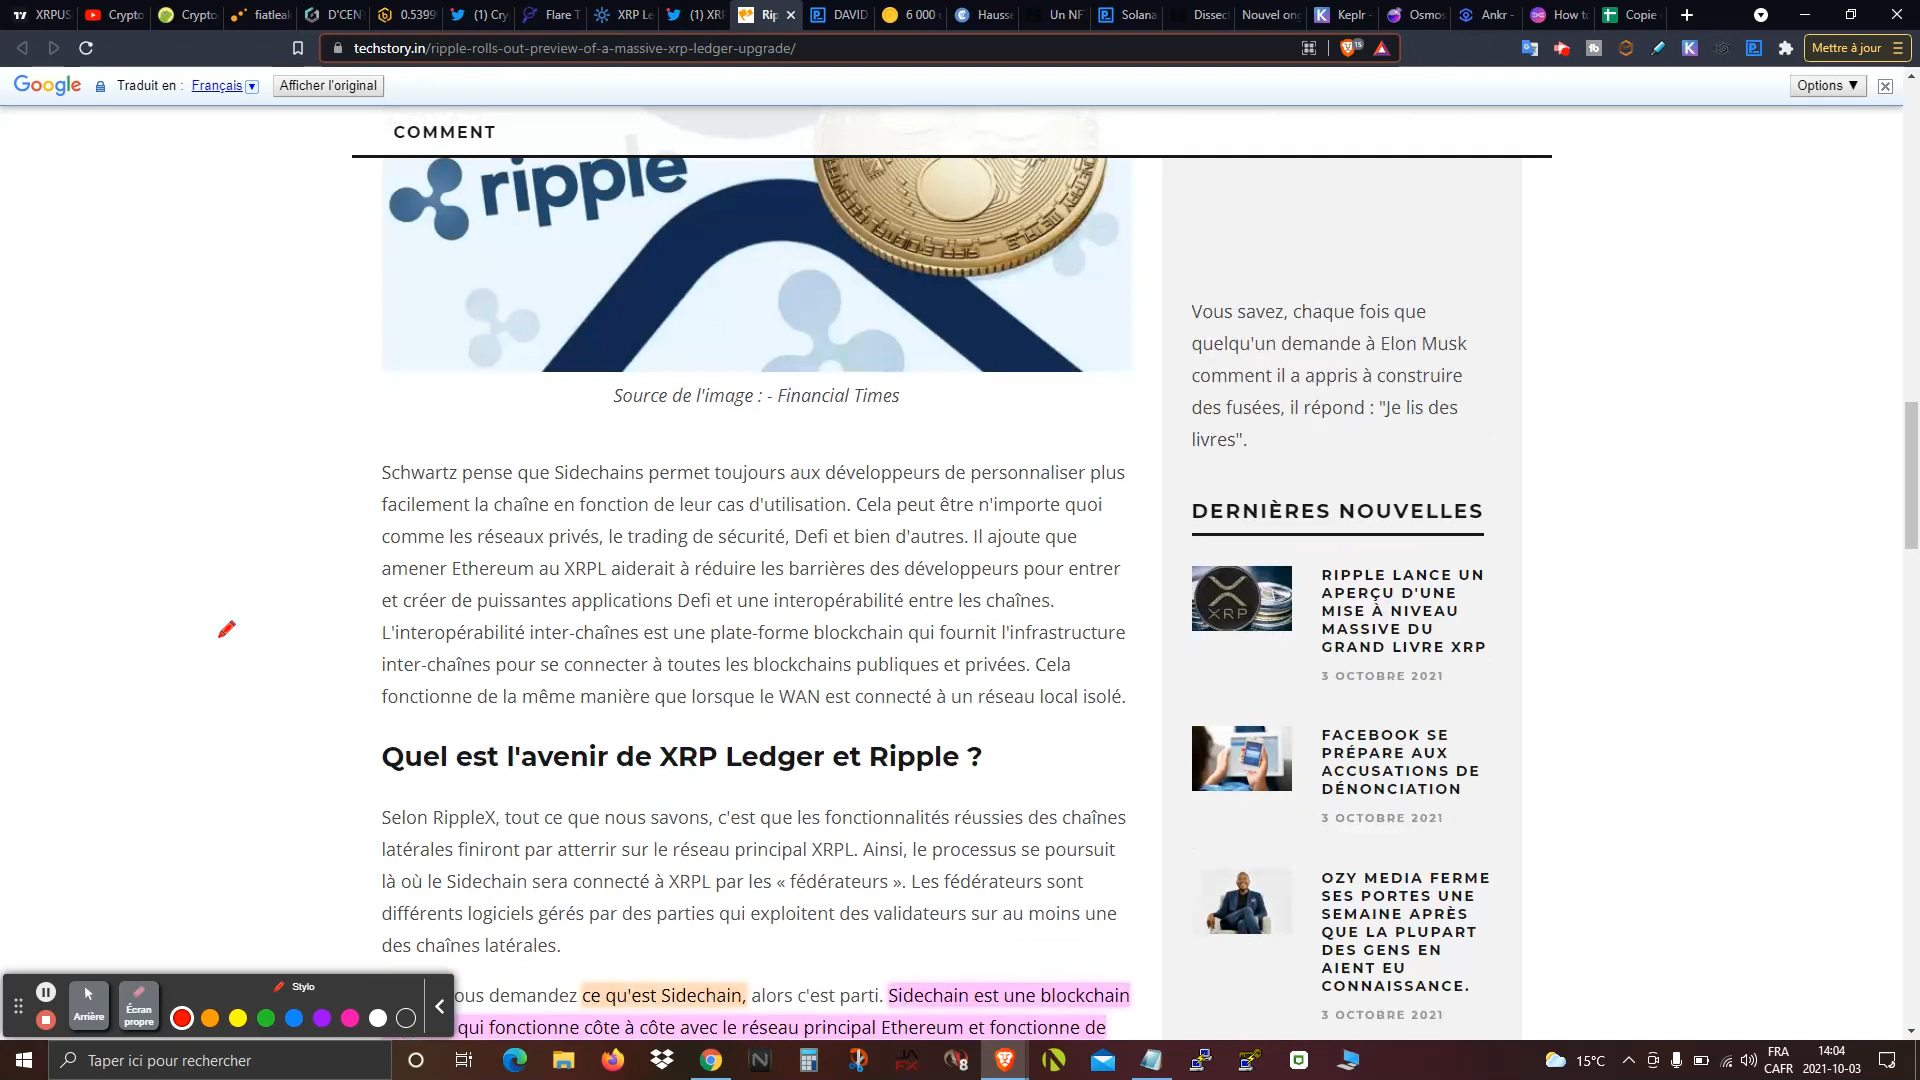 XRPUS
Crypto
Crypto
fiatleak
D'CEN
0.5399
(1) Cry
Flare T
XRP Le
(1) XR
Rip
DAVID
6 000
Hausse
Un NF
Solana
Dissect
Nouvel ong
Keplr -
Osmos
Ankr -
How to
Copie
techstory.in/ripple-rolls-out-preview-of-a-massive-xrp-ledger-upgrade/
Mettre à jour
Google
Traduit en :
Français
Afficher l'original
Options ▼
COMMENT
ripple
Source de l'image : - Financial Times
Schwartz pense que Sidechains permet toujours aux développeurs de personnaliser plus
facilement la chaîne en fonction de leur cas d'utilisation. Cela peut être n'importe quoi
comme les réseaux privés, le trading de sécurité, Defi et bien d'autres. Il ajoute que
amener Ethereum au XRPL aiderait à réduire les barrières des développeurs pour entrer
et créer de puissantes applications Defi et une interopérabilité entre les chaînes.
L'interopérabilité inter-chaînes est une plate-forme blockchain qui fournit l'infrastructure
inter-chaînes pour se connecter à toutes les blockchains publiques et privées. Cela
fonctionne de la même manière que lorsque le WAN est connecté à un réseau local isolé.
Quel est l'avenir de XRP Ledger et Ripple ?
Selon RippleX, tout ce que nous savons, c'est que les fonctionnalités réussies des chaînes
latérales finiront par atterrir sur le réseau principal XRPL. Ainsi, le processus se poursuit
là où le Sidechain sera connecté à XRPL par les « fédérateurs ». Les fédérateurs sont
différents logiciels gérés par des parties qui exploitent des validateurs sur au moins une
des chaînes latérales.
ous demandez ce qu'est Sidechain, alors c'est parti. Sidechain est une blockchain
qui fonctionne côte à côte avec le réseau principal Ethereum et fonctionne de
Vous savez, chaque fois que
quelqu'un demande à Elon Musk
comment il a appris à construire
des fusées, il répond : "Je lis des
livres".
DERNIÈRES NOUVELLES
XRP
RIPPLE LANCE UN
APERÇU D'UNE
MISE À NIVEAU
MASSIVE DU
GRAND LIVRE XRP
3 OCTOBRE 2021
FACEBOOK SE
PRÉPARE AUX
ACCUSATIONS DE
DÉNONCIATION
3 OCTOBRE 2021
OZY MEDIA FERME
SES PORTES UNE
SEMAINE APRÈS
QUE LA PLUPART
DES GENS EN
AIENT EU
CONNAISSANCE.
3 OCTOBRE 2021
Arrière
Écran
propre
Stylo
Taper ici pour rechercher
15°C
FRA
CAFR
14:04
2021-10-03